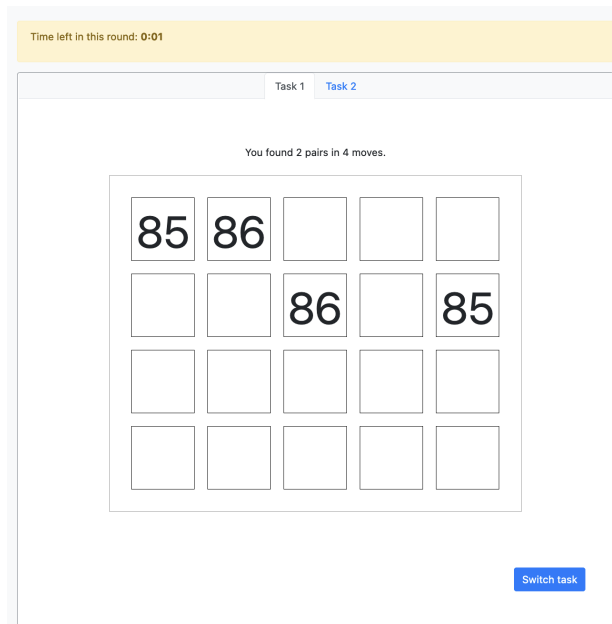 Time left in this round: 0:01
Task 1 Task 2
You found 2 pairs in 4 moves.
85 86
86 85
Switch task